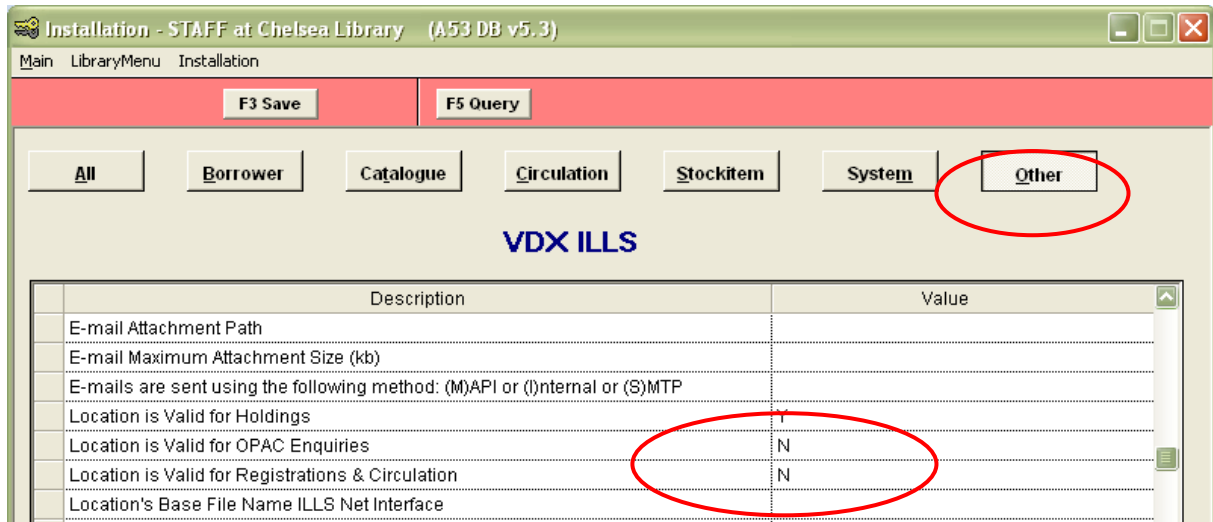 Installation - STAFF at Chelsea Library (A53 DB v5.3)
Main LibraryMenu Installation
F3 Save F5 Query
All Borrower Catalogue Circulation Stockitem System Other
VDX ILLS
Description Value
E-mail Attachment Path
E-mail Maximum Attachment Size (kb)
E-mails are sent using the following method: (M)API or (I)nternal or (S)MTP
Location is Valid for Holdings Y
Location is Valid for OPAC Enquiries N
Location is Valid for Registrations & Circulation N
Location's Base File Name ILLS Net Interface